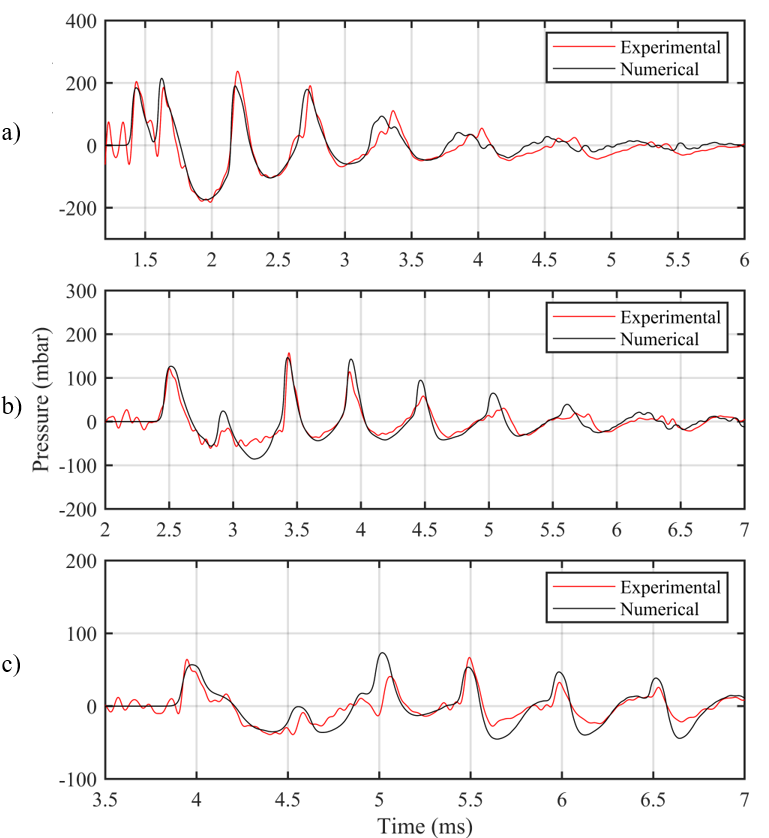 a)
400
200
0
-200
Experimental
Numerical
1.5 2 2.5 3 3.5 4 4.5 5 5.5 6
b)
Pressure (mbar)
300
200
100
0
-100
-200
Experimental
Numerical
2 2.5 3 3.5 4 4.5 5 5.5 6 6.5 7
c)
200
100
0
-100
Experimental
Numerical
3.5 4 4.5 5 5.5 6 6.5 7
Time (ms)